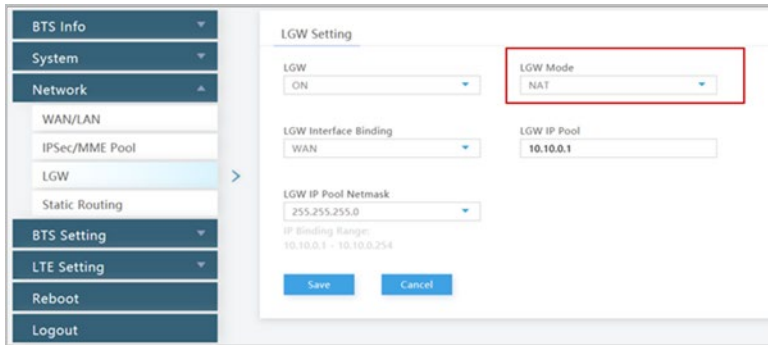 BTS Info
System
Network
WAN/LAN
IPSec/MME Pool
LGW
Static Routing
BTS Setting
LTE Setting
Reboot
Logout
LGW Setting
LGW
ON
LGW Mode
NAT
LGW Interface Binding
WAN
LGW IP Pool
10.10.0.1
LGW IP Pool Netmask
255.255.255.0
IP Binding Range:
10.10.0.1 - 10.10.0.254
Save
Cancel